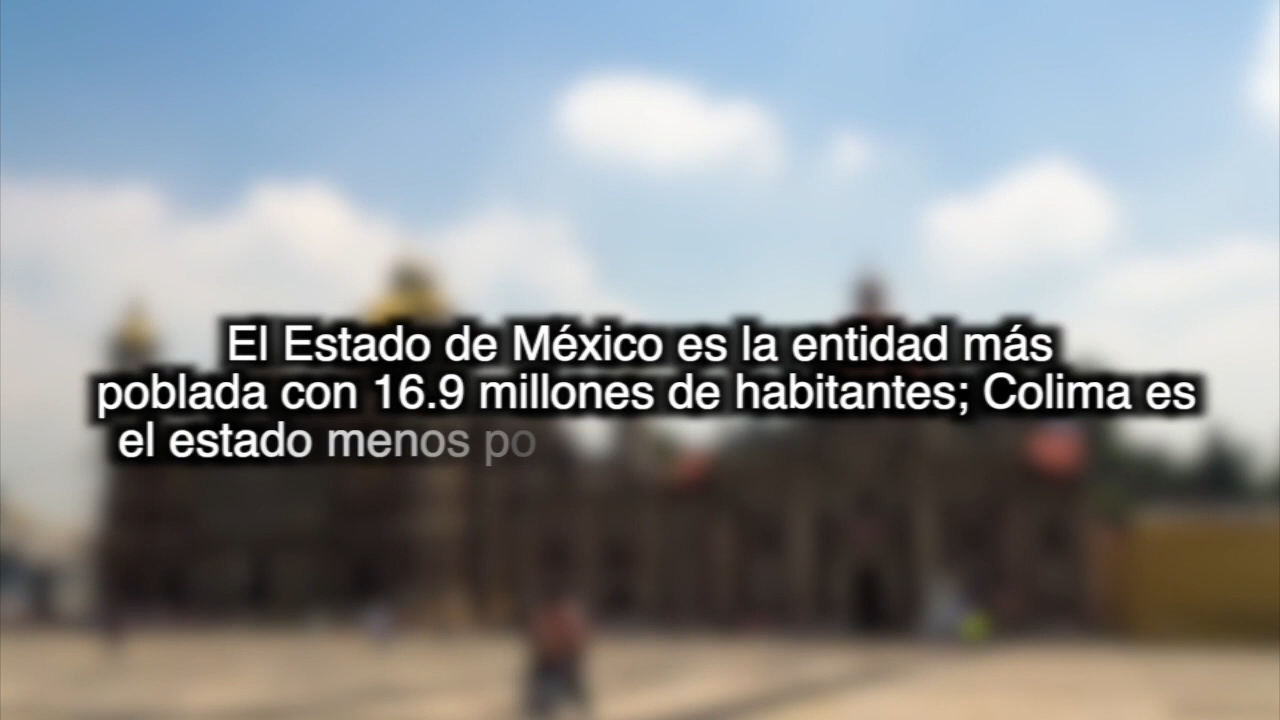 El Estado de México es la entidad más
poblada con 16.9 millones de habitantes; Colima es
el estado menos po